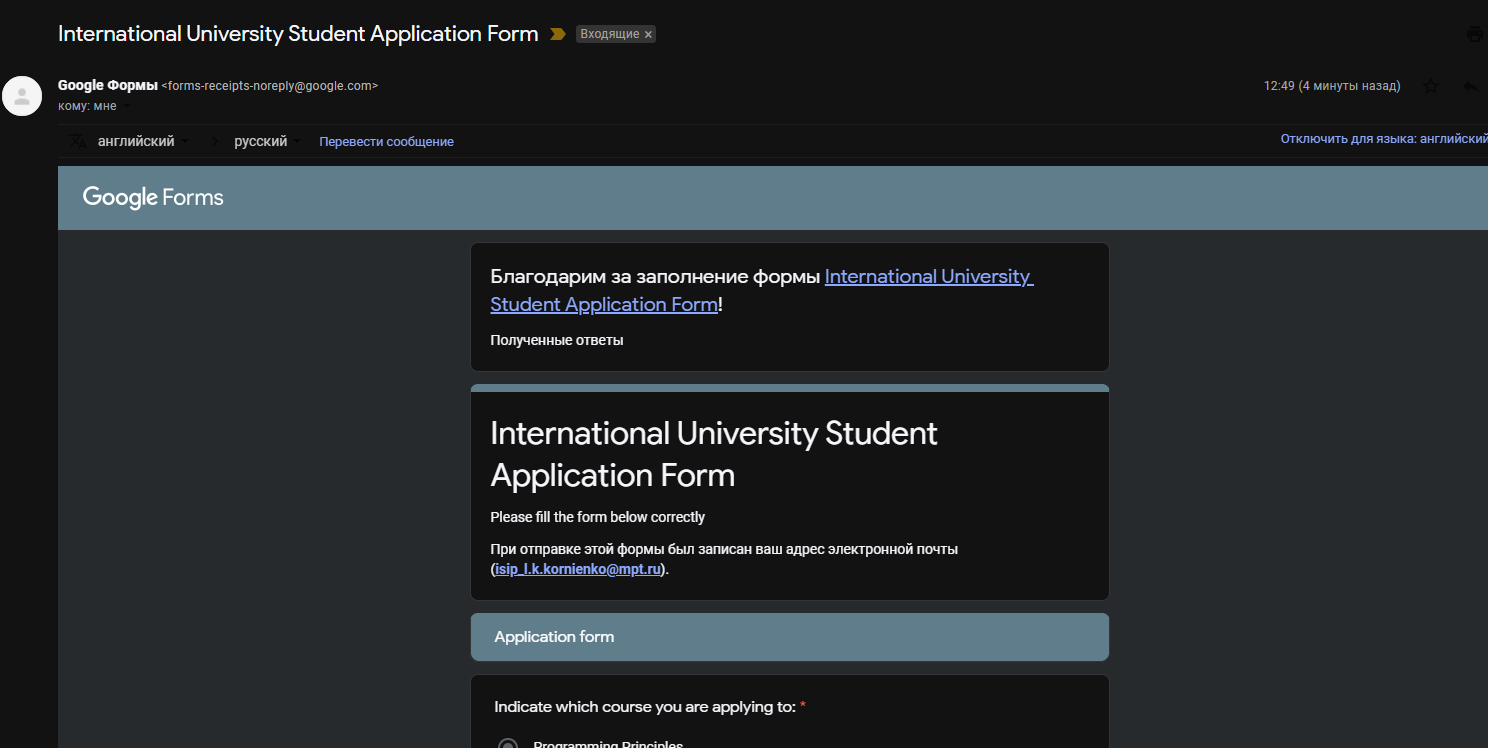 International University Student Application Form
Входящие ×
Google Формы <forms-receipts-noreply@google.com>
12:49 (4 минуты назад)
кому: мне
английский
русский
Перевести сообщение
Отключить для языка: английский
Google Forms
Благодарим за заполнение формы International University
Student Application Form!
Полученные ответы
International University Student
Application Form
Please fill the form below correctly
При отправке этой формы был записан ваш адрес электронной почты
(isip_l.k.kornienko@mpt.ru).
Application form
Indicate which course you are applying to: *
Programming Principles